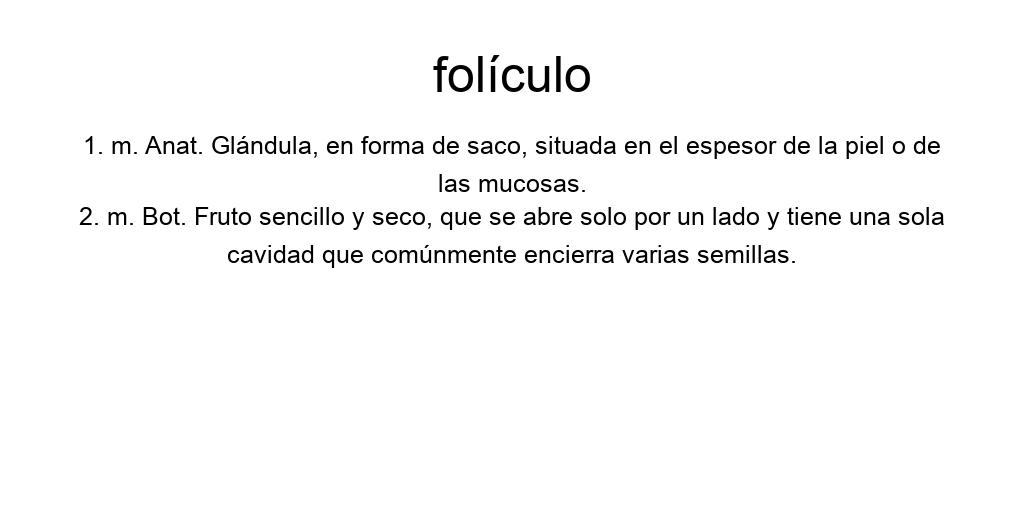 folículo
1. m. Anat. Glándula, en forma de saco, situada en el espesor de la piel o de
las mucosas.
2. m. Bot. Fruto sencillo y seco, que se abre solo por un lado y tiene una sola
cavidad que comúnmente encierra varias semillas.